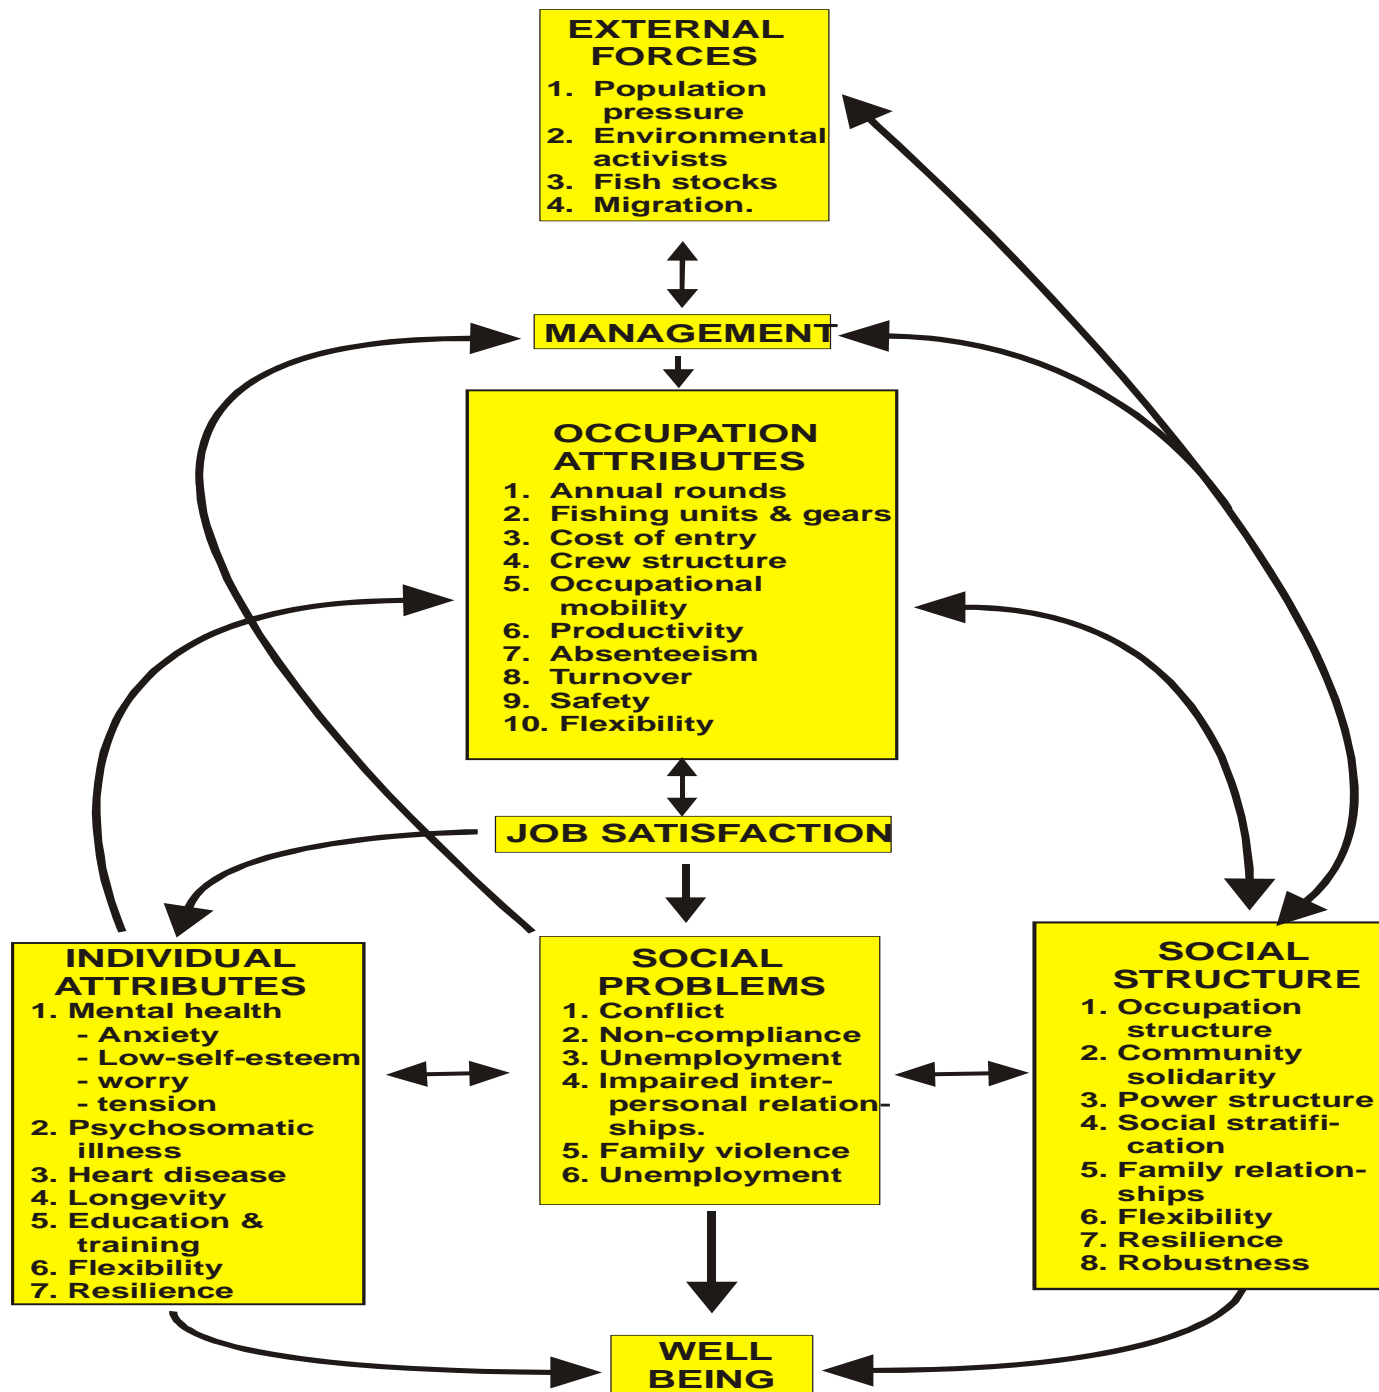 EXTERNAL
FORCES
1. Population
pressure
2. Environmental
activists
3. Fish stocks
4. Migration.
MANAGEMENT
OCCUPATION
ATTRIBUTES
1. Annual rounds
2. Fishing units & gears
3. Cost of entry
4. Crew structure
5. Occupational
mobility
6. Productivity
7. Absenteeism
8. Turnover
9. Safety
10. Flexibility
JOB SATISFACTION
INDIVIDUAL
ATTRIBUTES
1. Mental health
- Anxiety
- Low-self-esteem
- worry
- tension
2. Psychosomatic
illness
3. Heart disease
4. Longevity
5. Education &
training
6. Flexibility
7. Resilience
SOCIAL
PROBLEMS
1. Conflict
2. Non-compliance
3. Unemployment
4. Impaired inter-
personal relation-
ships.
5. Family violence
6. Unemployment
SOCIAL
STRUCTURE
1. Occupation
structure
2. Community
solidarity
3. Power structure
4. Social stratifi-
cation
5. Family relation-
ships
6. Flexibility
7. Resilience
8. Robustness
WELL
BEING